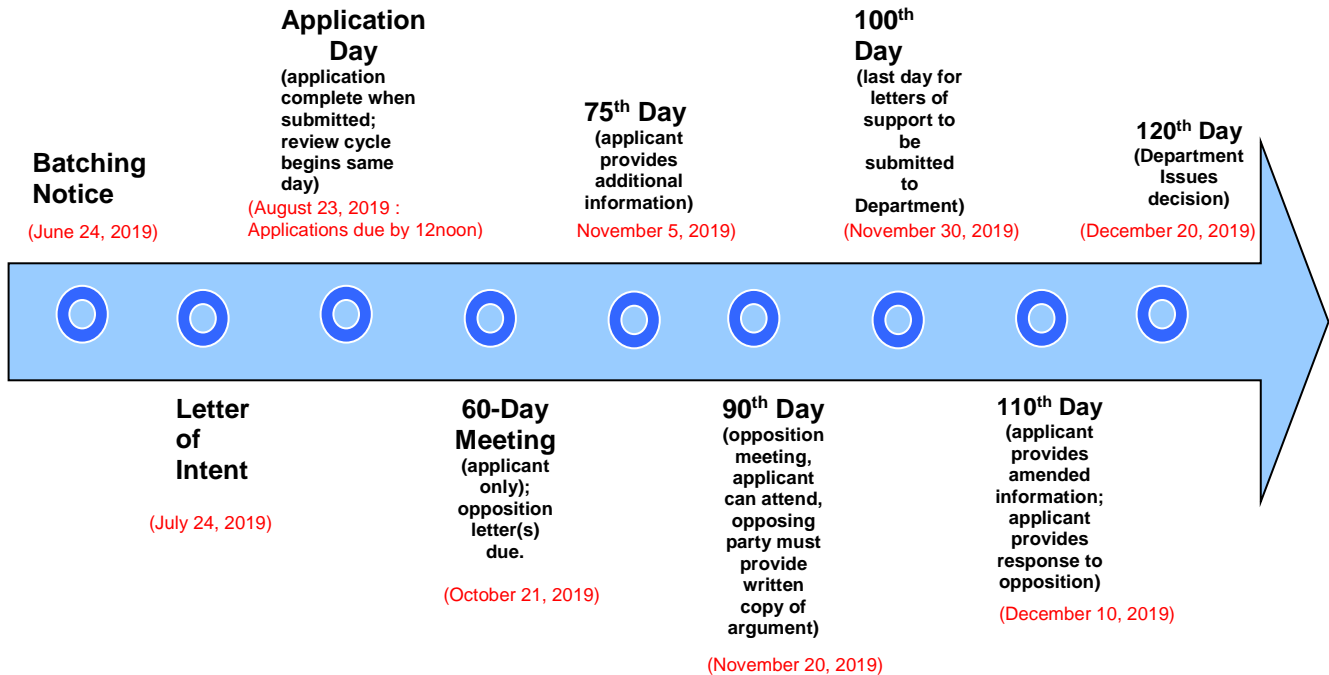 Batching
Notice
(June 24, 2019)
Letter
of
Intent
(July 24, 2019)
Application
Day
(application
complete when
submitted;
review cycle
begins same
day)
(August 23, 2019 :
Applications due by 12noon)
60-Day
Meeting
(applicant
only);
opposition
letter(s)
due.
(October 21, 2019)
75th Day
(applicant
provides
additional
information)
November 5, 2019)
90th Day
(opposition
meeting,
applicant
can attend,
opposing
party must
provide
written
copy of
argument)
(November 20, 2019)
100th
Day
(last day for
letters of
support to
be
submitted
to
Department)
(November 30, 2019)
110th Day
(applicant
provides
amended
information;
applicant
provides
response to
opposition)
(December 10, 2019)
120th Day
(Department
Issues
decision)
(December 20, 2019)